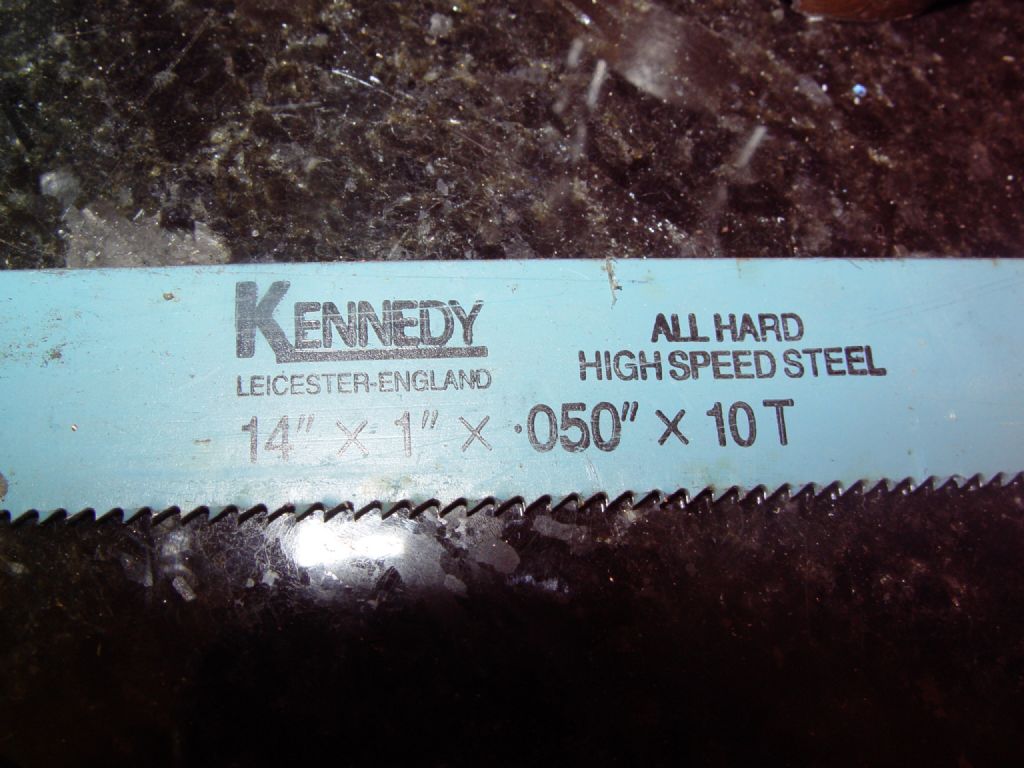 KENNEDY
LEICESTER-ENGLAND
14" × 1" × ·050" × 10 T
ALL HARD
HIGH SPEED STEEL